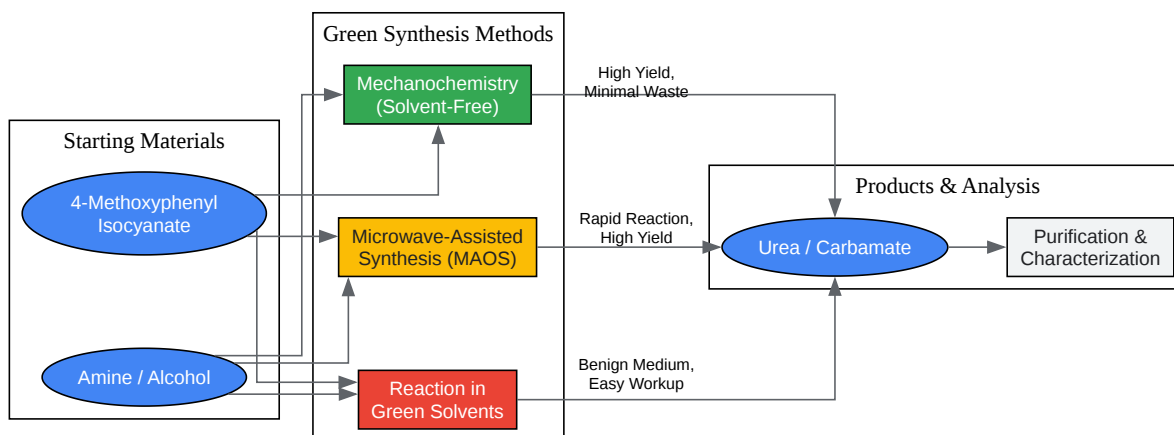 Green Synthesis Methods
Mechanochemistry
(Solvent-Free)
High Yield,
Minimal Waste
Starting Materials
4-Methoxyphenyl
Isocyanate
Products & Analysis
Microwave-Assisted
Synthesis (MAOS)
Rapid Reaction,
High Yield
Urea / Carbamate
Purification &
Characterization
Amine / Alcohol
Reaction in
Green Solvents
Benign Medium,
Easy Workup